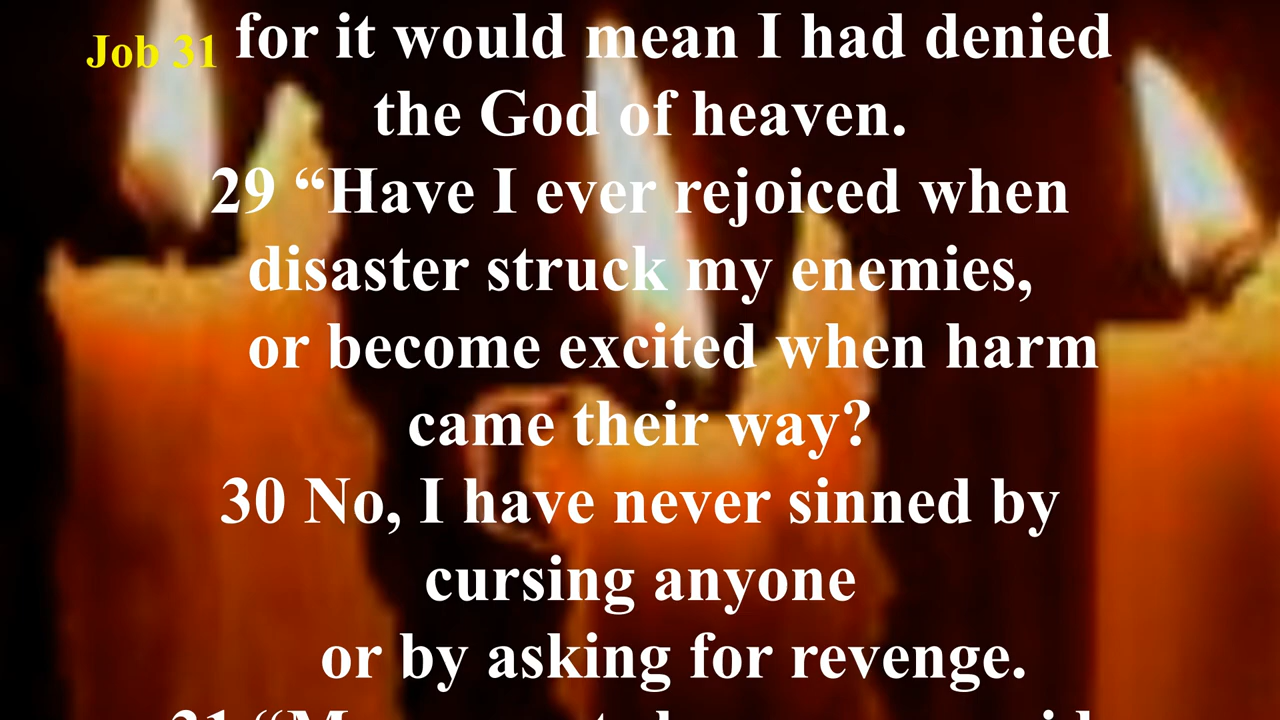 Job 31 for it would mean I had denied
the God of heaven.
29 “Have I ever rejoiced when
disaster struck my enemies,
or become excited when harm
came their way?
30 No, I have never sinned by
cursing anyone
or by asking for revenge.
31 “M